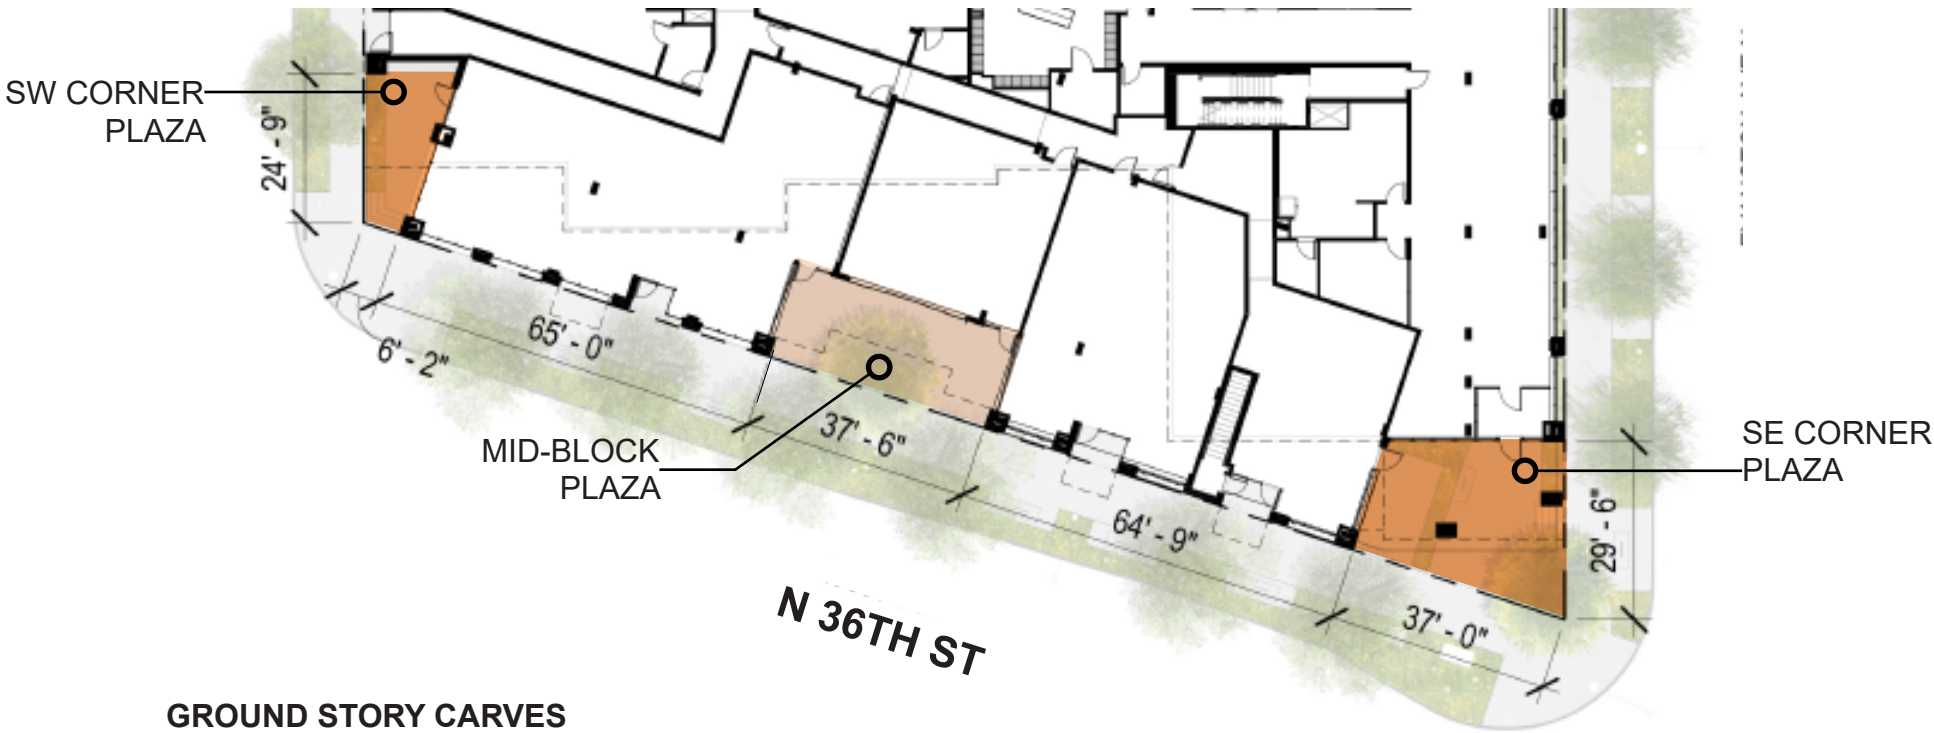 SW CORNER
PLAZA
24' - 9"
65' - 0"
6' - 2"
MID-BLOCK
PLAZA
37' - 6"
64' - 9"
SE CORNER
PLAZA
29' - 6"
37' - 0"
N 36TH ST
GROUND STORY CARVES